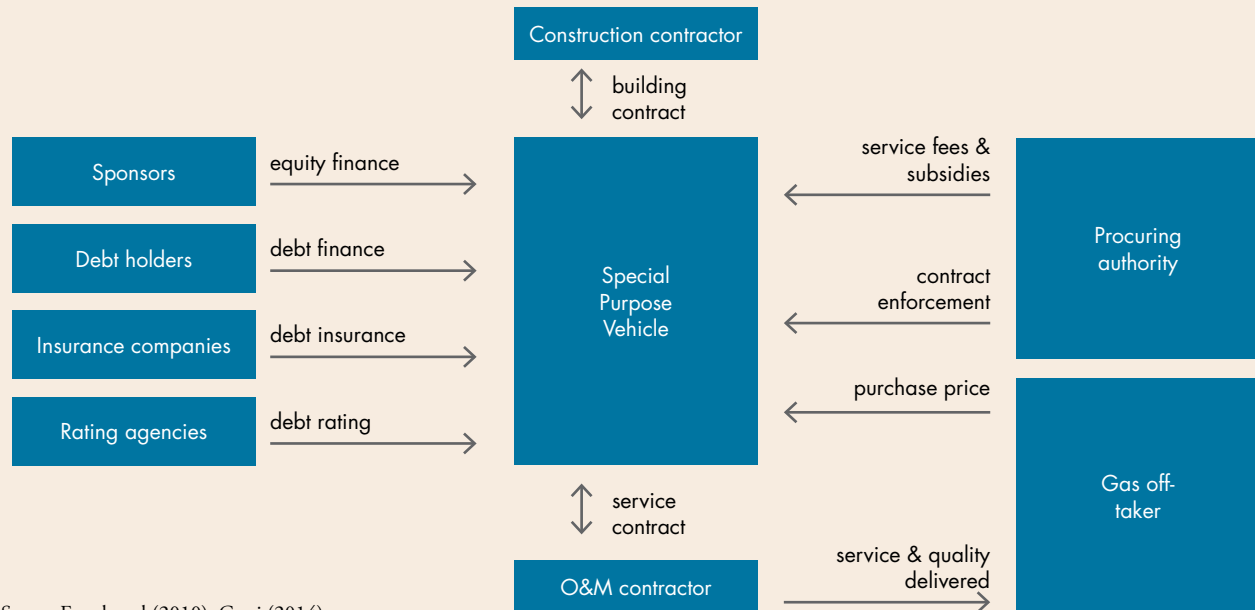 Construction contractor
building
contract
Sponsors
equity finance
Debt holders
debt finance
Insurance companies
debt insurance
Rating agencies
debt rating
Special
Purpose
Vehicle
service fees &
subsidies
contract
enforcement
purchase price
Procuring
authority
Gas off-
taker
service
contract
O&M contractor
service & quality
delivered